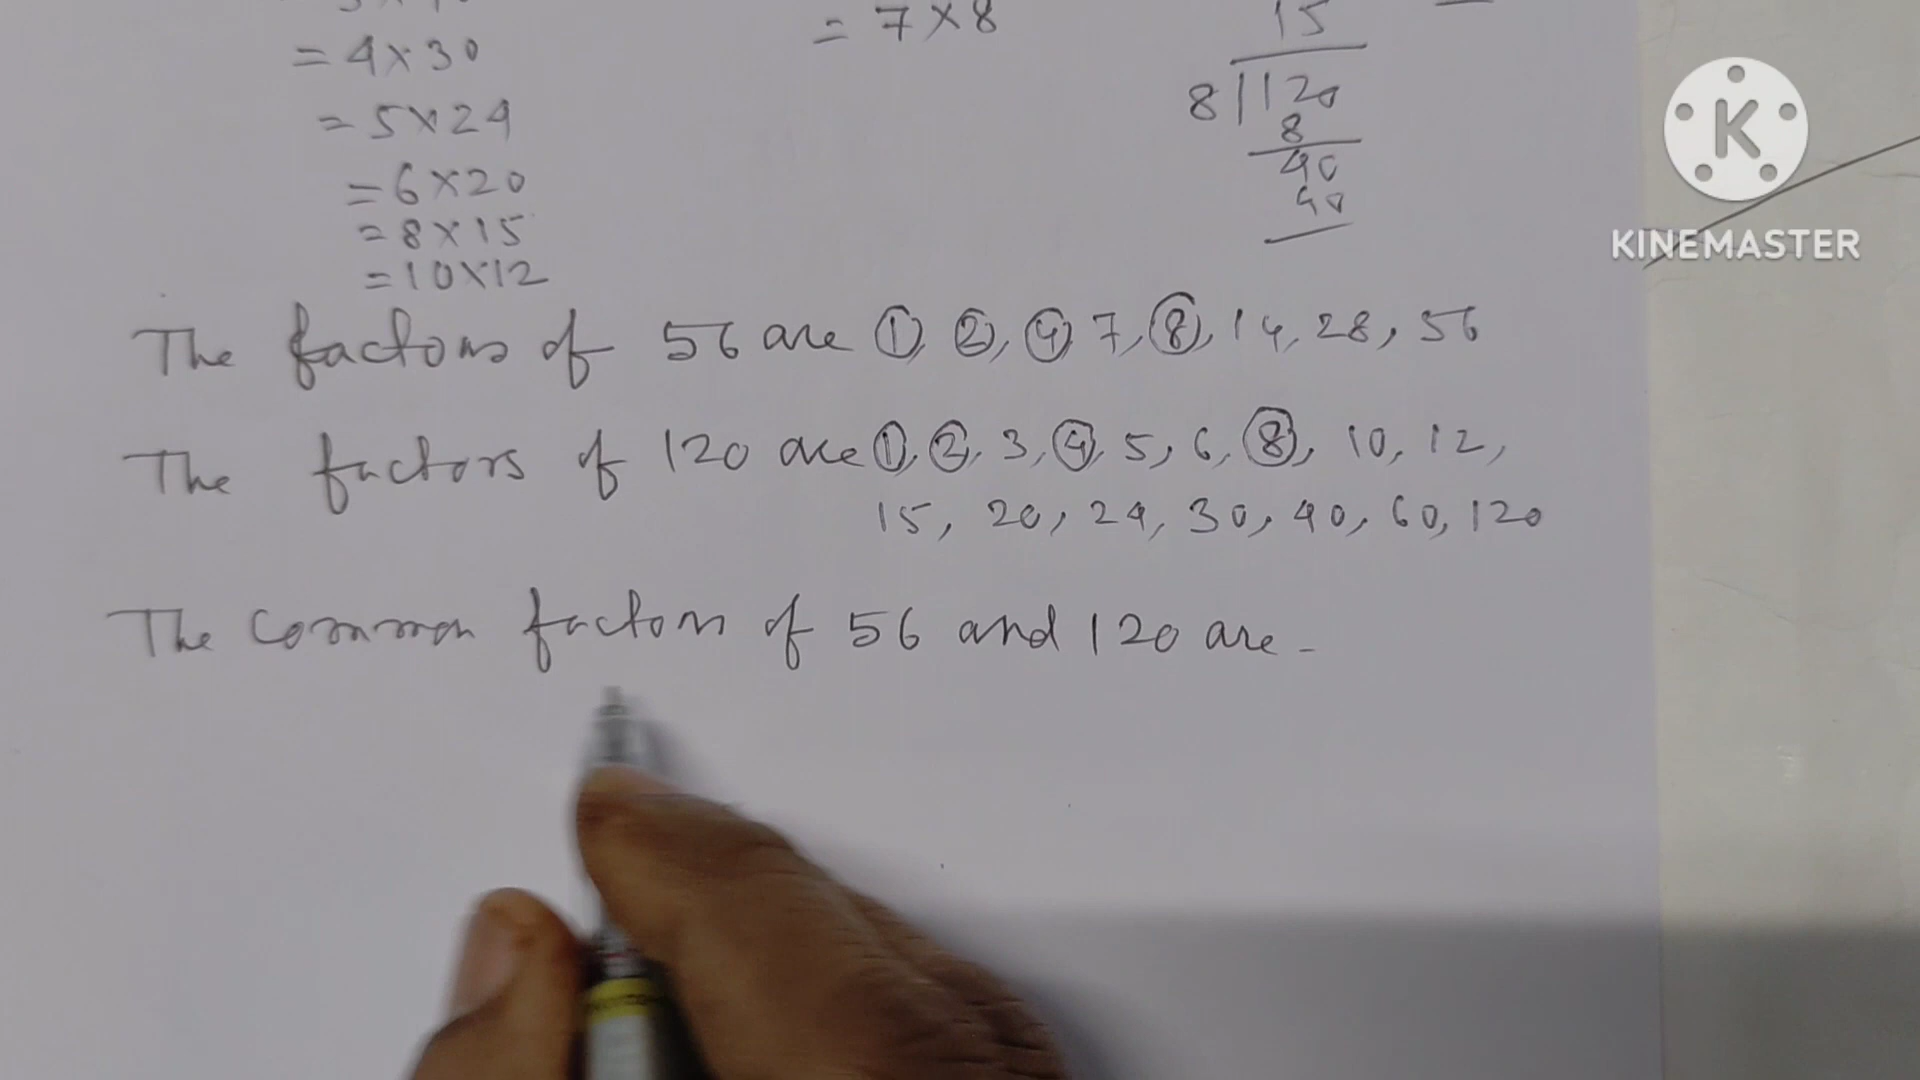 = 4 x 30
= 7 x 8
15
= 5 x 24
8 | 120
8
= 6 x 20
40
= 8 x 15
40
= 10 x 12
K
KINEMASTER
The factors of 56 are 1, 2, 4, 7, 8, 14, 28, 56
The factors of 120 are 1, 2, 3, 4, 5, 6, 8, 10, 12,
15, 20, 24, 30, 40, 60, 120
The common factors of 56 and 120 are -